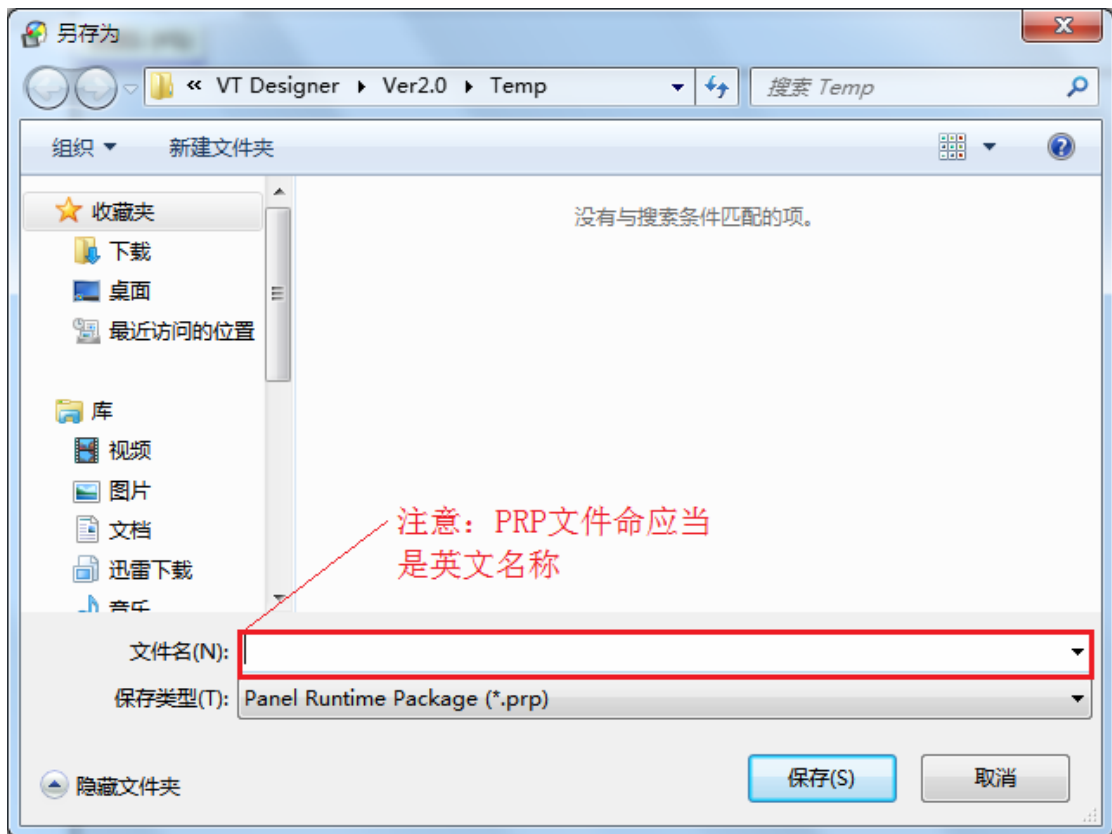 另存为
« VT Designer ▸ Ver2.0 ▸ Temp
搜索 Temp
组织
新建文件夹
收藏夹
下载
桌面
最近访问的位置
库
视频
图片
文档
迅雷下载
音乐
没有与搜索条件匹配的项。
注意：PRP文件命应当
是英文名称
文件名(N):
保存类型(T): Panel Runtime Package (*.prp)
隐藏文件夹
保存(S)
取消